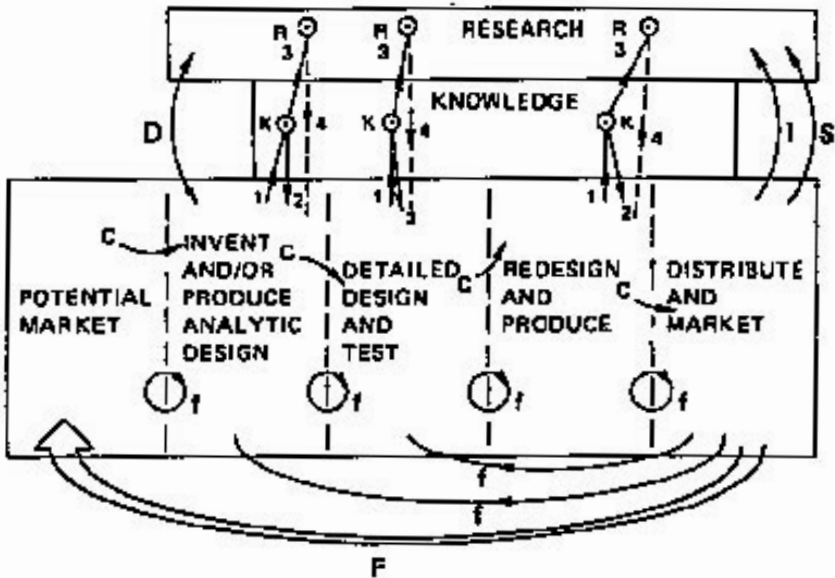 R R RESEARCH R
3 3 3
KNOWLEDGE
D K 4 K 4 K 4 I S
1 2 1 2 1 2
C INVENT C DETAILED C REDESIGN DISTRIBUTE
POTENTIAL AND/OR DESIGN AND C AND
MARKET PRODUCE AND PRODUCE MARKET
ANALYTIC TEST
DESIGN
f f f f
f
f
F